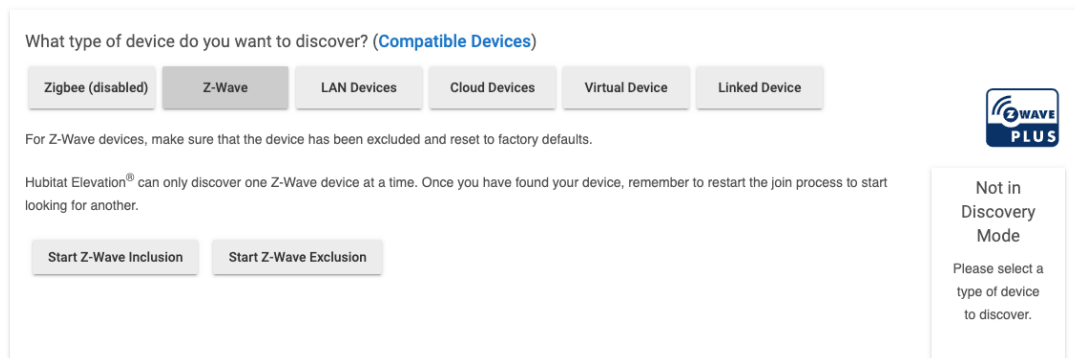 What type of device do you want to discover? (Compatible Devices)
Zigbee (disabled)
Z-Wave
LAN Devices
Cloud Devices
Virtual Device
Linked Device
For Z-Wave devices, make sure that the device has been excluded and reset to factory defaults.
Hubitat Elevation® can only discover one Z-Wave device at a time. Once you have found your device, remember to restart the join process to start
looking for another.
Start Z-Wave Inclusion
Start Z-Wave Exclusion
ZWAVE
PLUS
Not in
Discovery
Mode
Please select a
type of device
to discover.